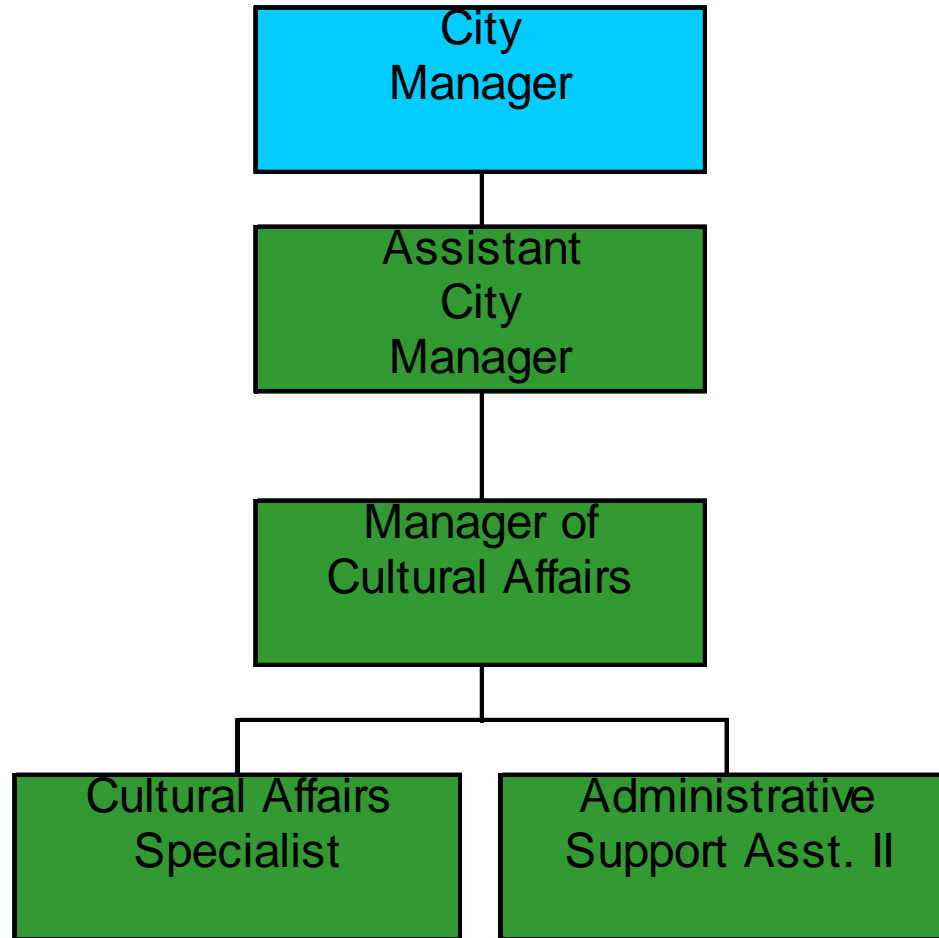 City
Manager
Assistant
City
Manager
Manager of
Cultural Affairs
Cultural Affairs
Specialist
Administrative
Support Asst. II